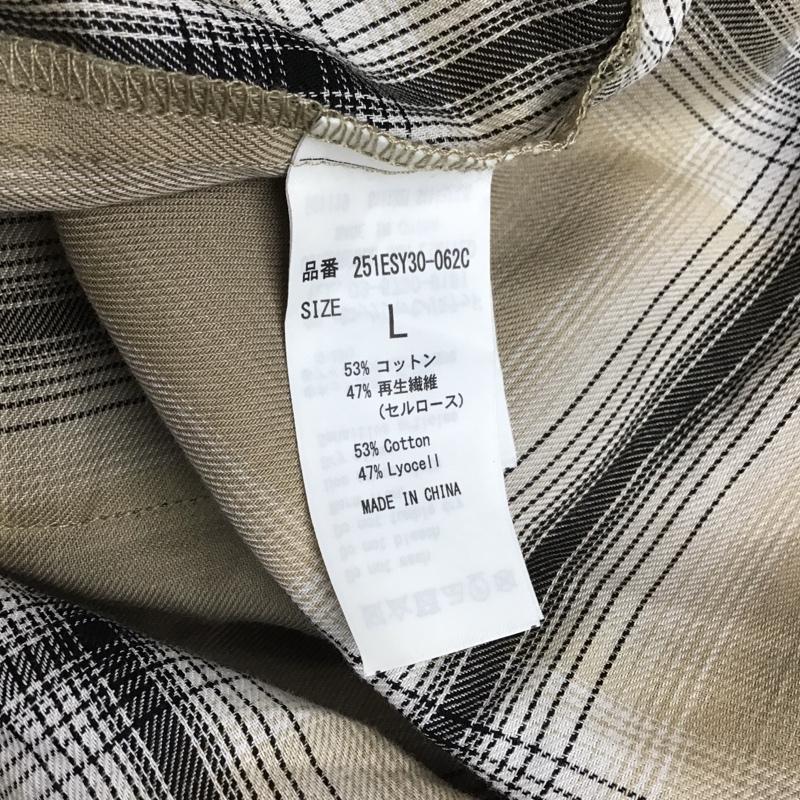 品番 251ESY30-062C
SIZE
L
53% コットン
47% 再生繊維
(セルロース)
53% Cotton
47% Lyocell
MADE IN CHINA